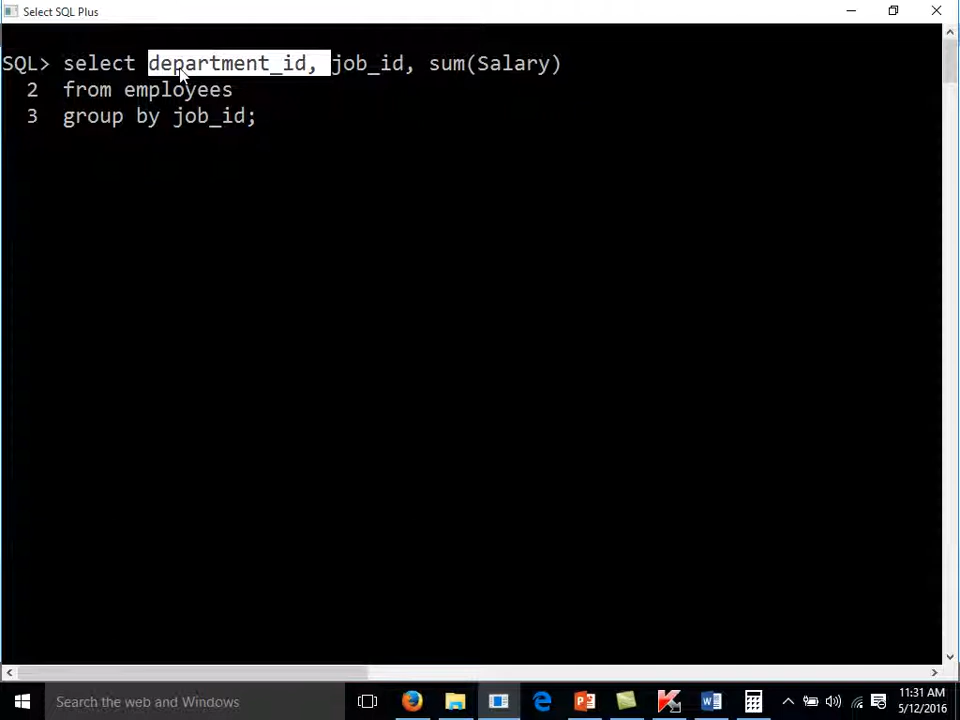 Select SQL Plus
SQL> select department_id, job_id, sum(Salary)
2 from employees
3 group by job_id;
Search the web and Windows
11:31 AM
5/12/2016